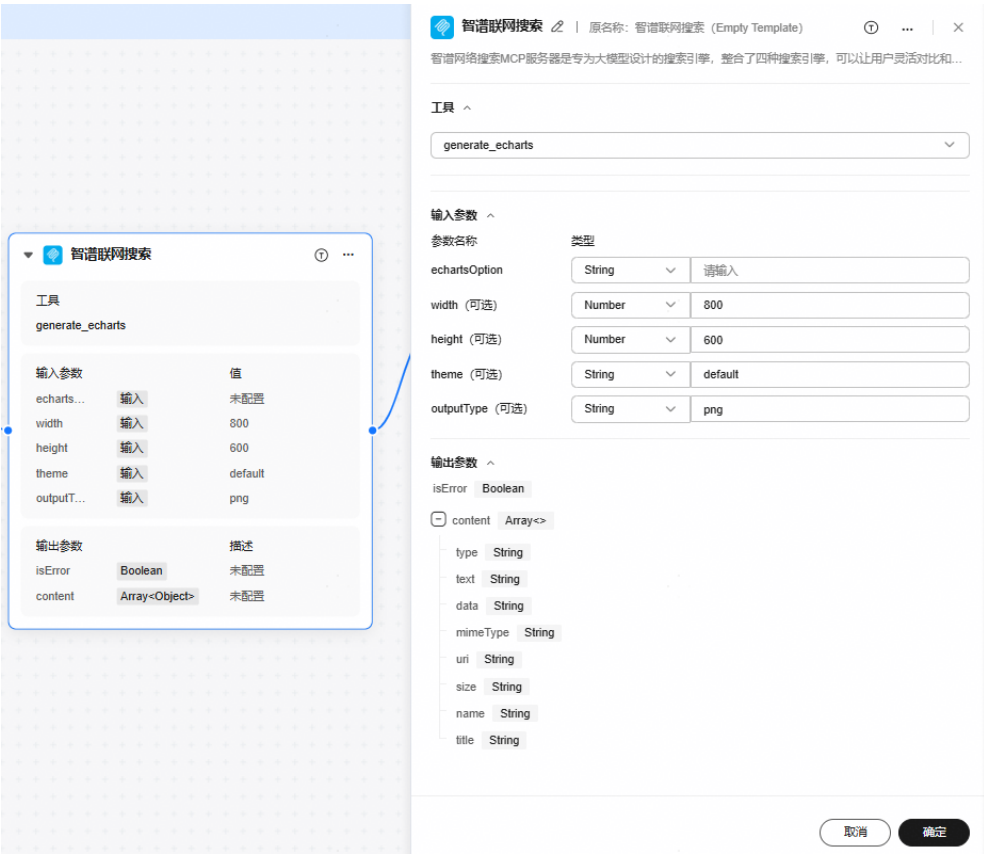 智谱联网搜索
工具
generate_echarts
输入参数 值
echarts... 输入 未配置
width 输入 800
height 输入 600
theme 输入 default
outputT... 输入 png
输出参数 描述
isError Boolean 未配置
content Array<Object> 未配置
智谱联网搜索 | 原名称：智谱联网搜索 (Empty Template)
智谱网络搜索MCP服务器是专为大模型设计的搜索引擎，整合了四种搜索引擎，可以让用户灵活对比和...
工具
generate_echarts
输入参数
参数名称 类型
echartsOption String 请输入
width（可选） Number 800
height（可选） Number 600
theme（可选） String default
outputType（可选） String png
输出参数
isError Boolean
content Array<>
type String
text String
data String
mimeType String
uri String
size String
name String
title String
取消 确定